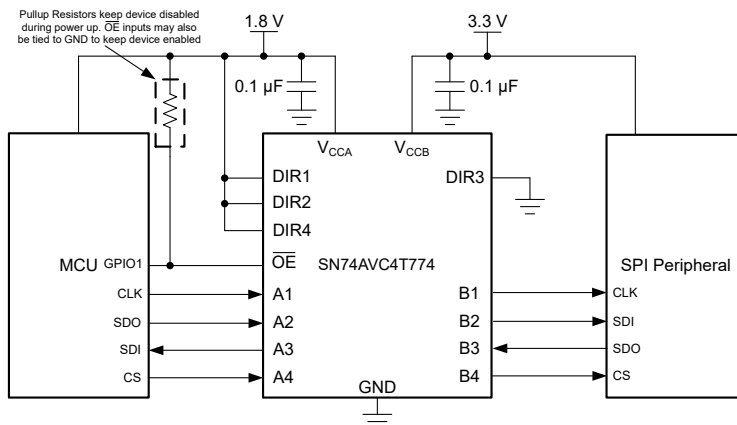 Pullup Resistors keep device disabled
during power up. OE inputs may also
be tied to GND to keep device enabled
1.8 V
3.3 V
0.1 µF
0.1 µF
VCCA
VCCB
DIR1
DIR2
DIR4
DIR3
MCU
GPIO1
OE
SN74AVC4T774
SPI Peripheral
CLK
A1
B1
CLK
SDO
A2
B2
SDI
SDI
A3
B3
SDO
CS
A4
B4
CS
GND